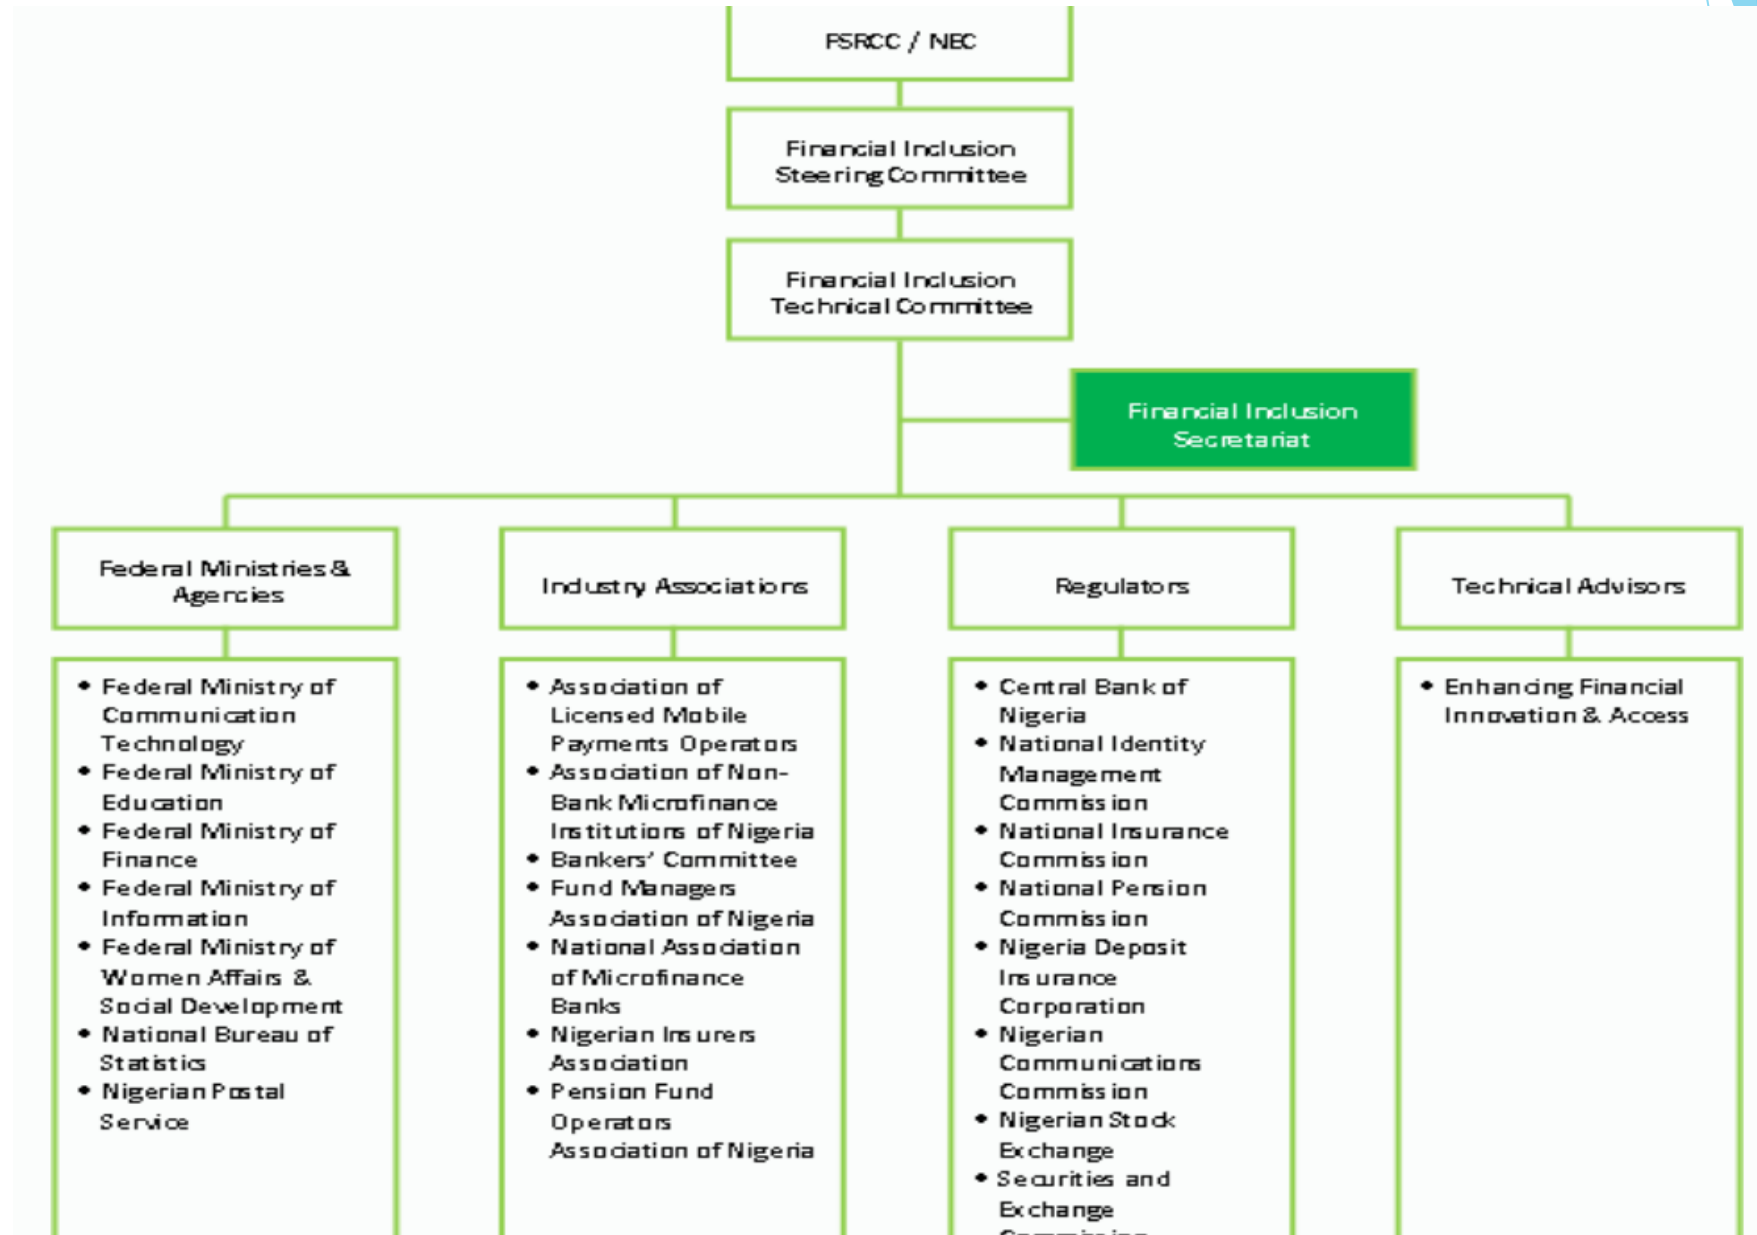 FSRCC / NEC
Financial Inclusion
Steering Committee
Financial Inclusion
Technical Committee
Financial Inclusion
Secretariat
Federal Ministries &
Agencies
• Federal Ministry of
Communication
Technology
• Federal Ministry of
Education
• Federal Ministry of
Finance
• Federal Ministry of
Information
• Federal Ministry of
Women Affairs &
Social Development
• National Bureau of
Statistics
• Nigerian Postal
Service
Industry Associations
• Association of
Licensed Mobile
Payments Operators
• Association of Non-
Bank Microfinance
Institutions of Nigeria
• Bankers' Committee
• Fund Managers
Association of Nigeria
• National Association
of Microfinance
Banks
• Nigerian Insurers
Association
• Pension Fund
Operators
Association of Nigeria
Regulators
• Central Bank of
Nigeria
• National Identity
Management
Commission
• National Insurance
Commission
• National Pension
Commission
• Nigeria Deposit
Insurance
Corporation
• Nigerian
Communications
Commission
• Nigerian Stock
Exchange
• Securities and
Exchange
Technical Advisors
• Enhancing Financial
Innovation & Access